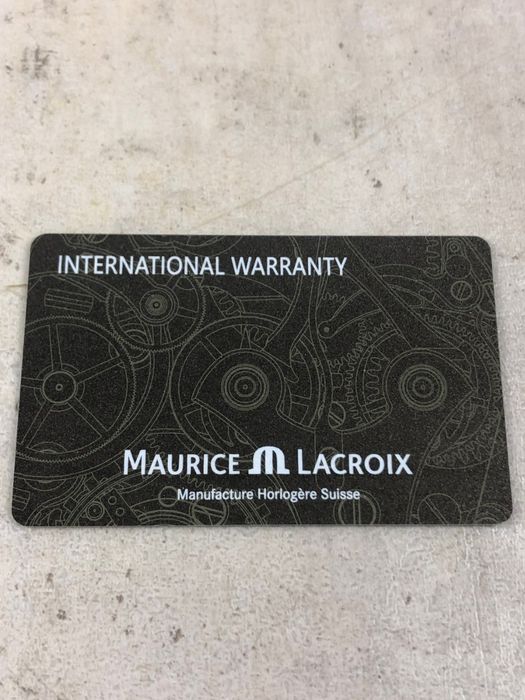 INTERNATIONAL WARRANTY
MAURICE LACROIX
Manufacture Horlogère Suisse